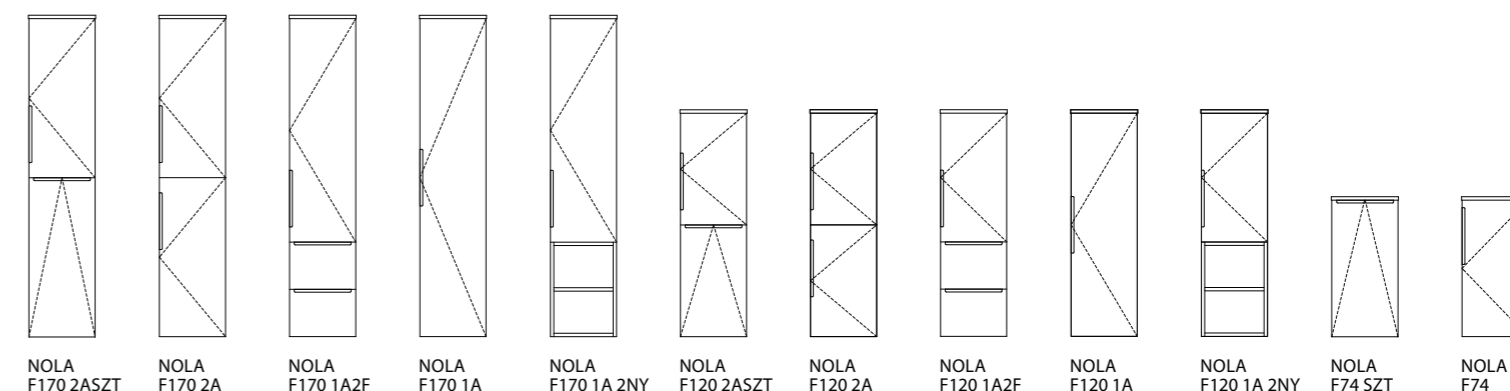 NOLA
F170 2ASZT
NOLA
F170 2A
NOLA
F170 1A2F
NOLA
F170 1A
NOLA
F170 1A 2NY
NOLA
F120 2ASZT
NOLA
F120 2A
NOLA
F120 1A2F
NOLA
F120 1A
NOLA
F120 1A 2NY
NOLA
F74 SZT
NOLA
F74